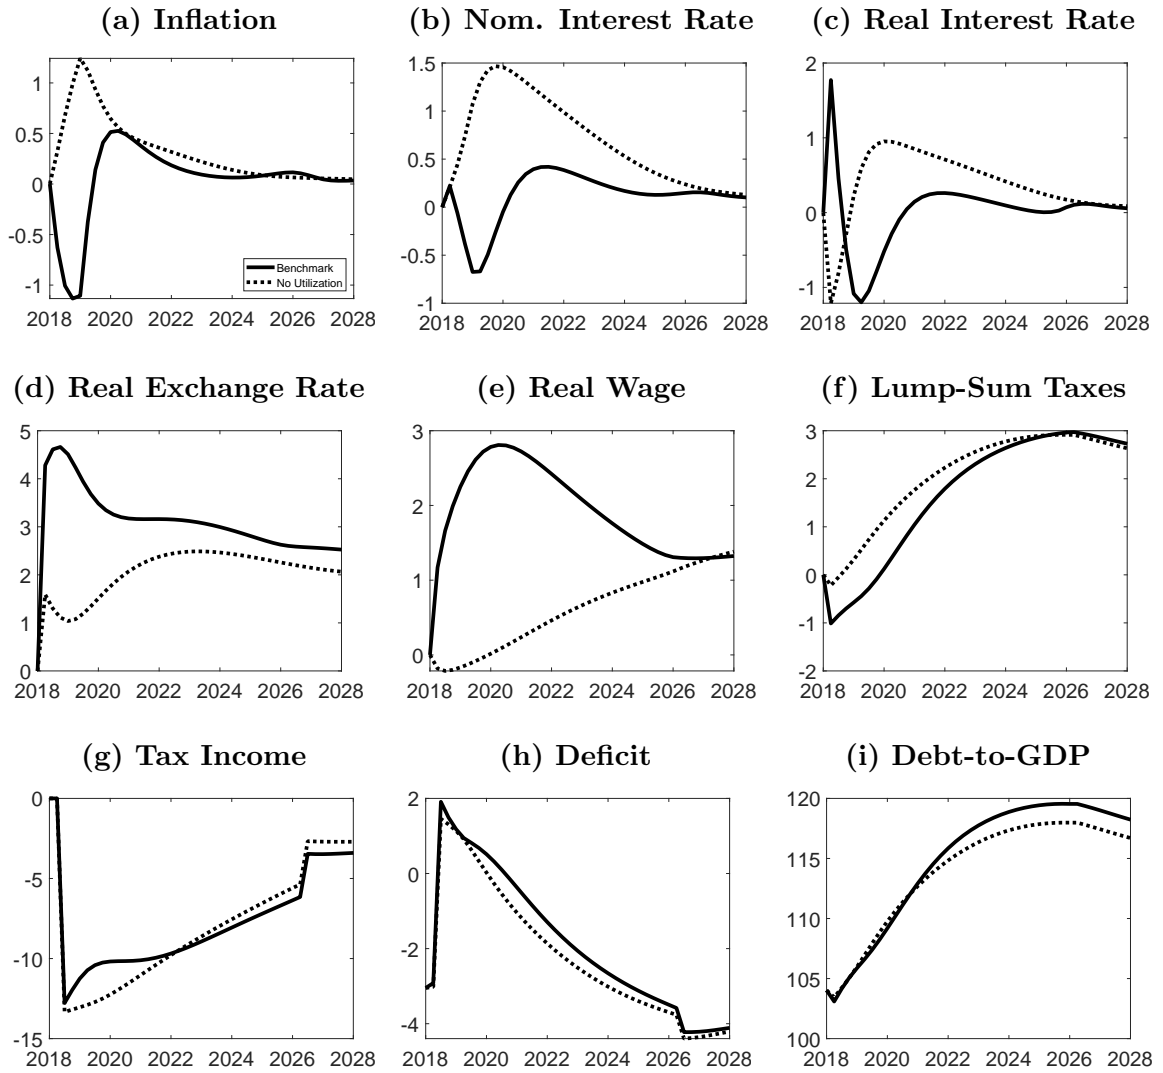 (a) Inflation
(b) Nom. Interest Rate
(c) Real Interest Rate
1
0.5
0
-0.5
-1
Benchmark
No Utilization
2018 2020 2022 2024 2026 2028
1.5
1
0.5
0
-0.5
-1
2018 2020 2022 2024 2026 2028
2
1
0
-1
2018 2020 2022 2024 2026 2028
(d) Real Exchange Rate
(e) Real Wage
(f) Lump-Sum Taxes
5
4
3
2
1
0
2018 2020 2022 2024 2026 2028
3
2
1
0
2018 2020 2022 2024 2026 2028
3
2
1
0
-1
-2
2018 2020 2022 2024 2026 2028
(g) Tax Income
(h) Deficit
(i) Debt-to-GDP
0
-5
-10
-15
2018 2020 2022 2024 2026 2028
2
0
-2
-4
2018 2020 2022 2024 2026 2028
120
115
110
105
100
2018 2020 2022 2024 2026 2028